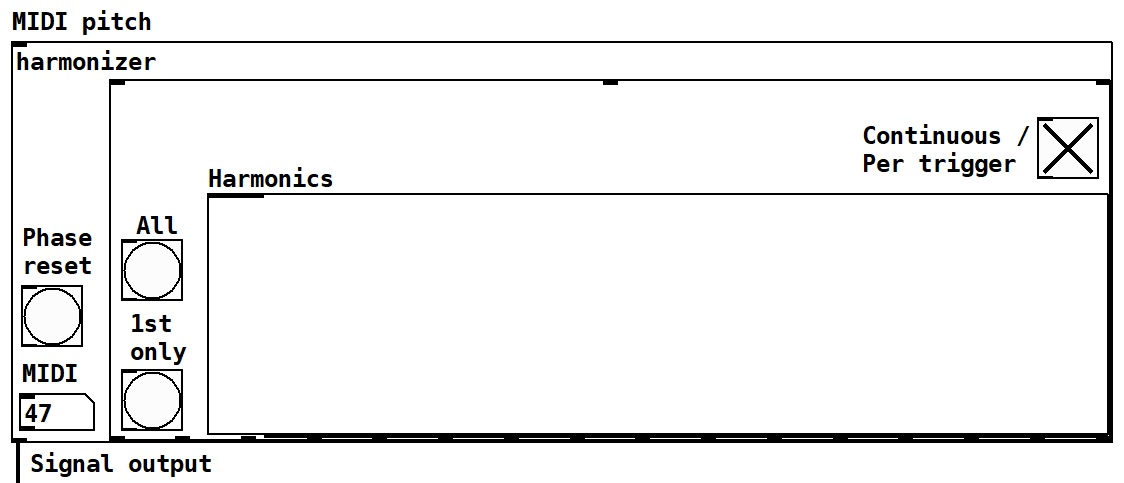 MIDI pitch
harmonizer
Continuous /
Per trigger
Harmonics
All
Phase
reset
1st
only
MIDI
47
Signal output